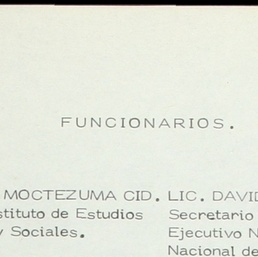 FUNCIONARIOS.
MOCTEZUMA CID. LIC. DAVID
stituto de Estudios Secretario
y Sociales. Ejecutivo N
Nacional de